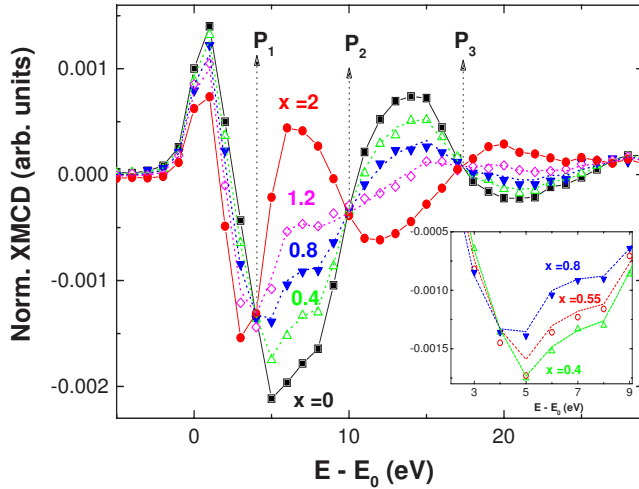 P1 P2 P3
0.001
0.000
-0.001
-0.002
Norm. XMCD (arb. units)
x=2
1.2
0.8
0.4
x=0
0 10 20
E - E0 (eV)
-0.0005
-0.0010
-0.0015
x=0.8
x=0.55
x=0.4
3 5 7 9
E - E0 (eV)